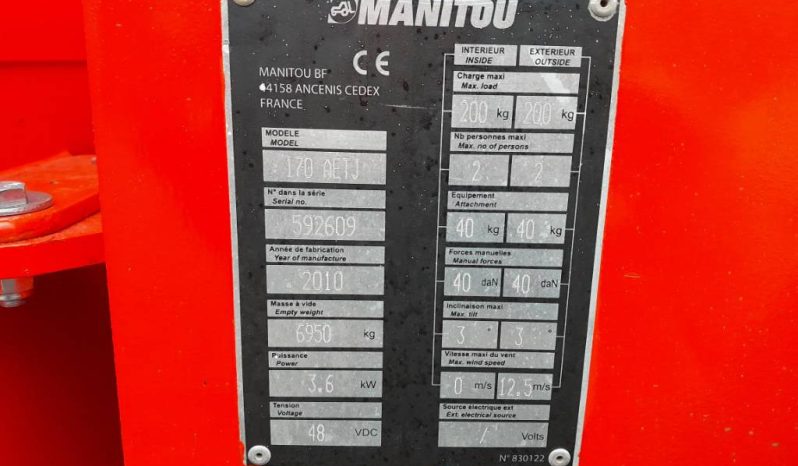 MANITOU
CE
MANITOU BF
44158 ANCENIS CEDEX
FRANCE
MODELE
MODEL
170 AETJ
N° dans la série
Serial no.
592609
Année de fabrication
Year of manufacture
2010
Masse à vide
Empty weight
6950 kg
Puissance
Power
3.6 kW
Tension
Voltage
48 VDC
INTERIEUR EXTERIEUR
INSIDE OUTSIDE
Charge maxi
Max. load
200 kg 200 kg
Nb personnes maxi
Max. no of persons
2 2
Equipement
Attachment
40 kg 40 kg
Forces manuelles
Manual forces
40 daN 40 daN
Inclinaison maxi
Max. tilt
3 ° 3 °
Vitesse maxi du vent
Max. wind speed
0 m/s 12.5 m/s
Source électrique ext
Ext. electrical source
/ Volts
N° 830122